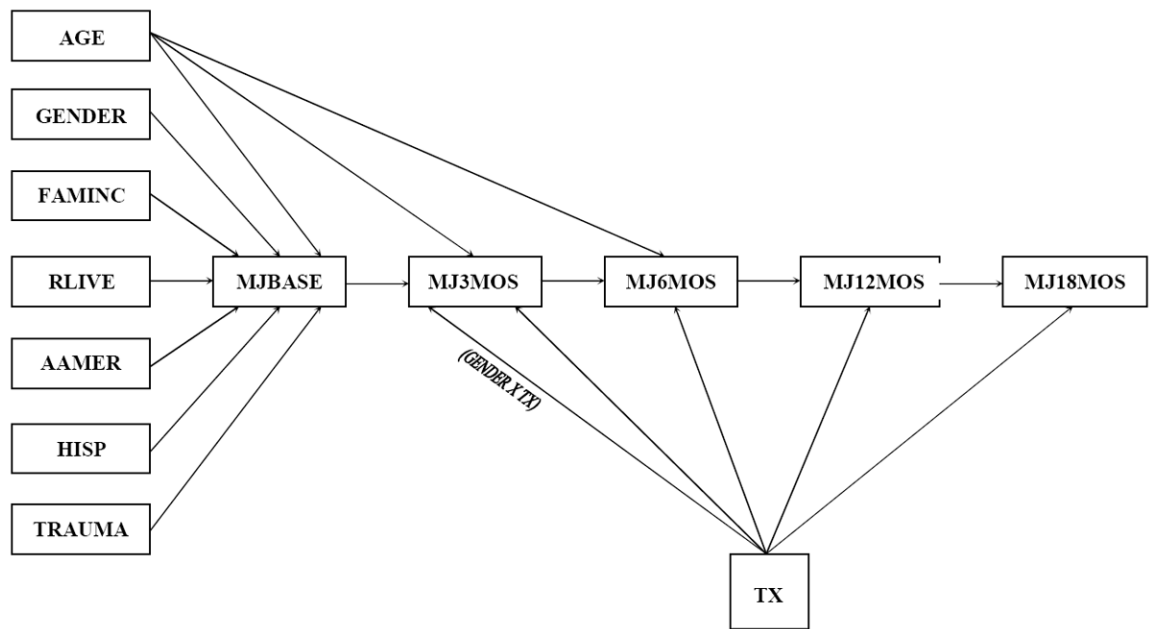 AGE
GENDER
FAMINC
RLIVE
MJBASE
MJ3MOS
MJ6MOS
MJ12MOS
MJ18MOS
AAMER
(GENDER X TX)
HISP
TRAUMA
TX